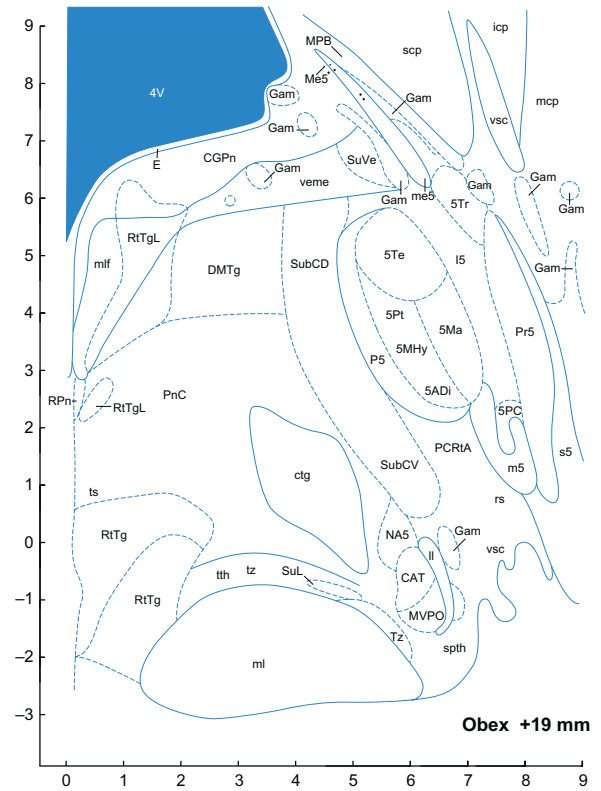 9
icp
MPB
scp
8
Me5
mcp
4V
Gam
Gam
vsc
Gam
7
E
CGPn
SuVe
Gam
veme
Gam
Gam
6
Gam
me5
5Tr
Gam
RtTgL
5
mlf
DMTg
SubCD
5Te
I5
Gam
4
5Pt
5Ma
Pr5
5MHy
3
P5
RPn
PnC
5ADi
RtTgL
5PC
2
PCRtA
s5
ctg
SubCV
m5
1
ts
rs
RtTg
NA5
Gam
0
ll
vsc
tth
tz
SuL
CAT
–1
RtTg
MVPO
Tz
spth
–2
ml
–3
Obex +19 mm
0 1 2 3 4 5 6 7 8 9